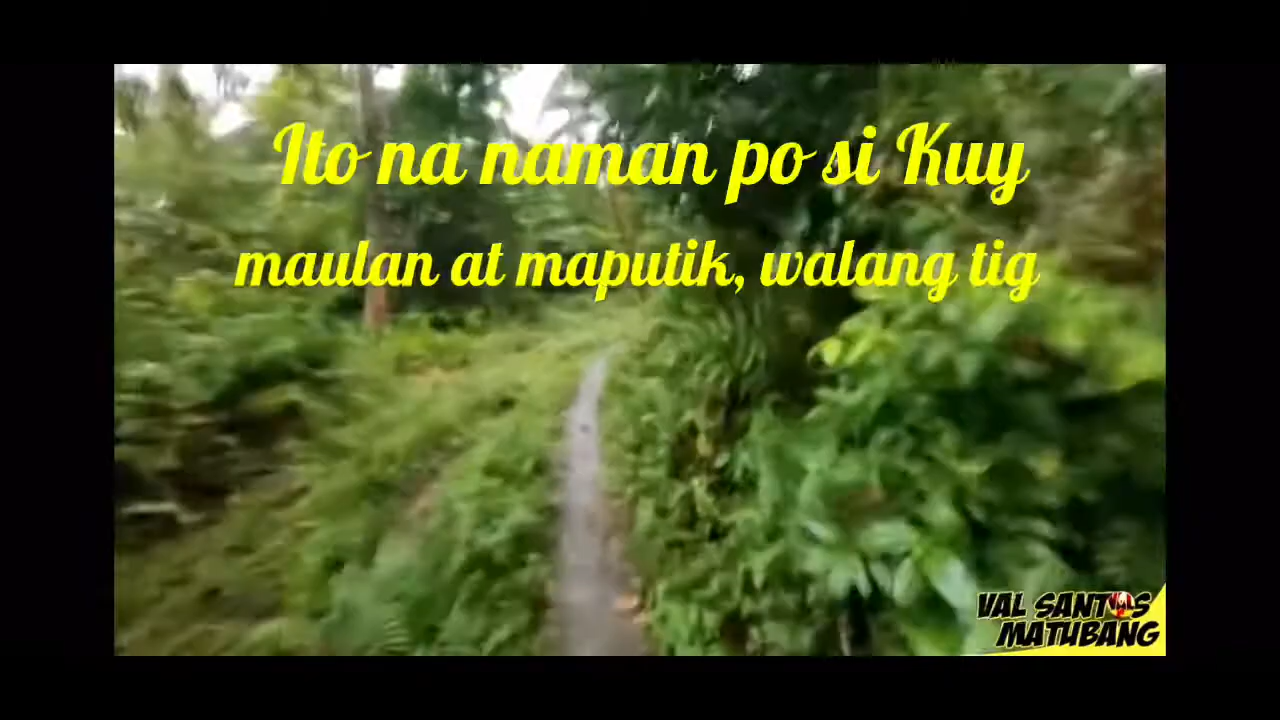 Ito na naman po si Kuy
maulan at maputik, walang tig
VAL SANTOS
MATUBANG